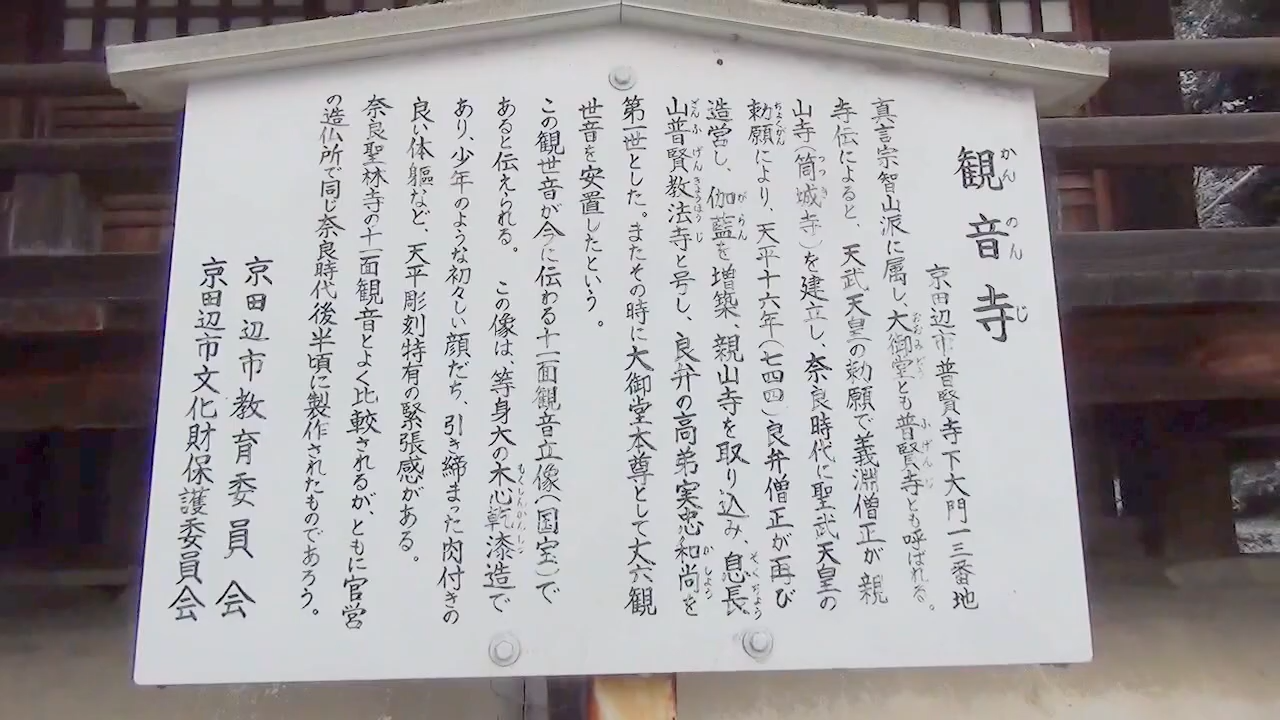 観音寺
京田辺市普賢寺下大門一三番地
真言宗智山派に属し、大御堂とも普賢寺とも呼ばれる。
寺伝によると、天武天皇の勅願で義淵僧正が親
山寺(筒城寺)を建立し、奈良時代に聖武天皇の
勅願により、天平十六年(七四四)良弁僧正が再び
造営し、伽藍を増築、親山寺を取り込み、息長
山普賢教法寺と号し、良弁の高弟実忠和尚を
第一世とした。またその時に大御堂本尊として丈六観
世音を安置したという。
この観世音が今に伝わる十一面観音立像(国宝)で
あると伝えられる。 この像は、等身大の木心乾漆造で
あり、少年のような初々しい顔だち、引き締まった肉付きの
良い体軀など、天平彫刻特有の緊張感がある。
奈良聖林寺の十一面観音とよく比較されるが、ともに官営
の造仏所で同じ奈良時代後半頃に製作されたものであろう。
京田辺市教育委員会
京田辺市文化財保護委員会